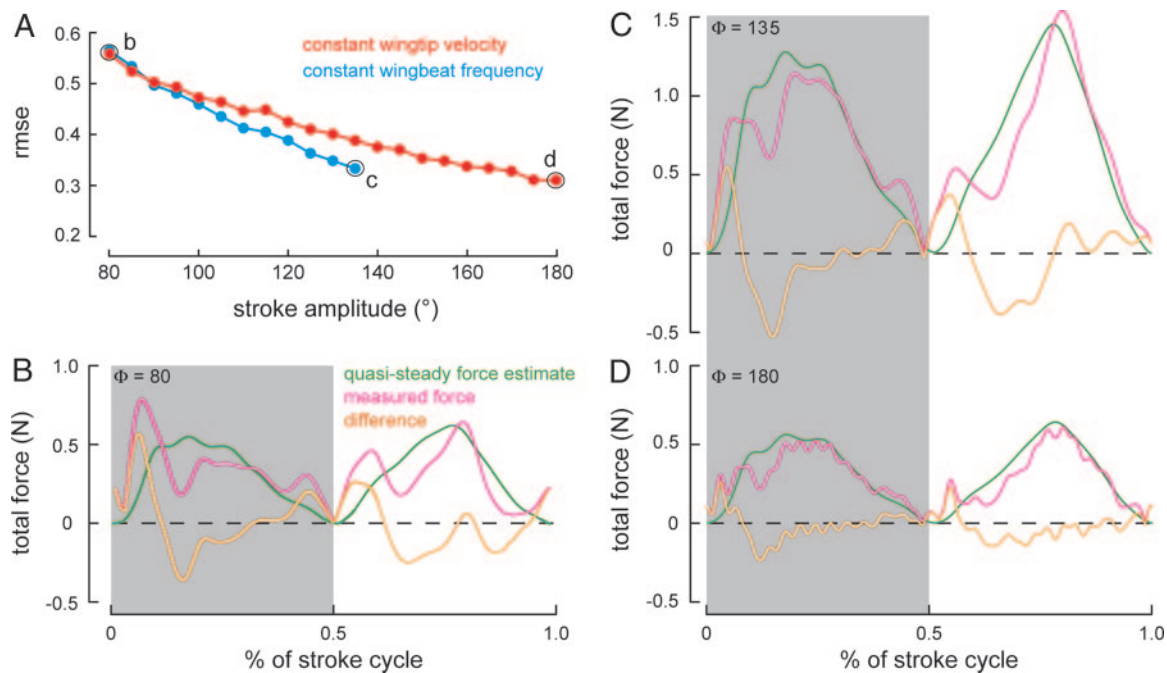 A
0.6
0.5
0.4
0.3
0.2
rmse
b
c
d
constant wingtip velocity
constant wingbeat frequency
80 100 120 140 160 180
stroke amplitude (°)
B
Φ = 80
quasi-steady force estimate
measured force
difference
1.0
0.5
0
-0.5
total force (N)
0 0.5 1.0
% of stroke cycle
C
Φ = 135
1.5
1.0
0.5
0
-0.5
total force (N)
D
Φ = 180
1.0
0.5
0
-0.5
total force (N)
0 0.5 1.0
% of stroke cycle